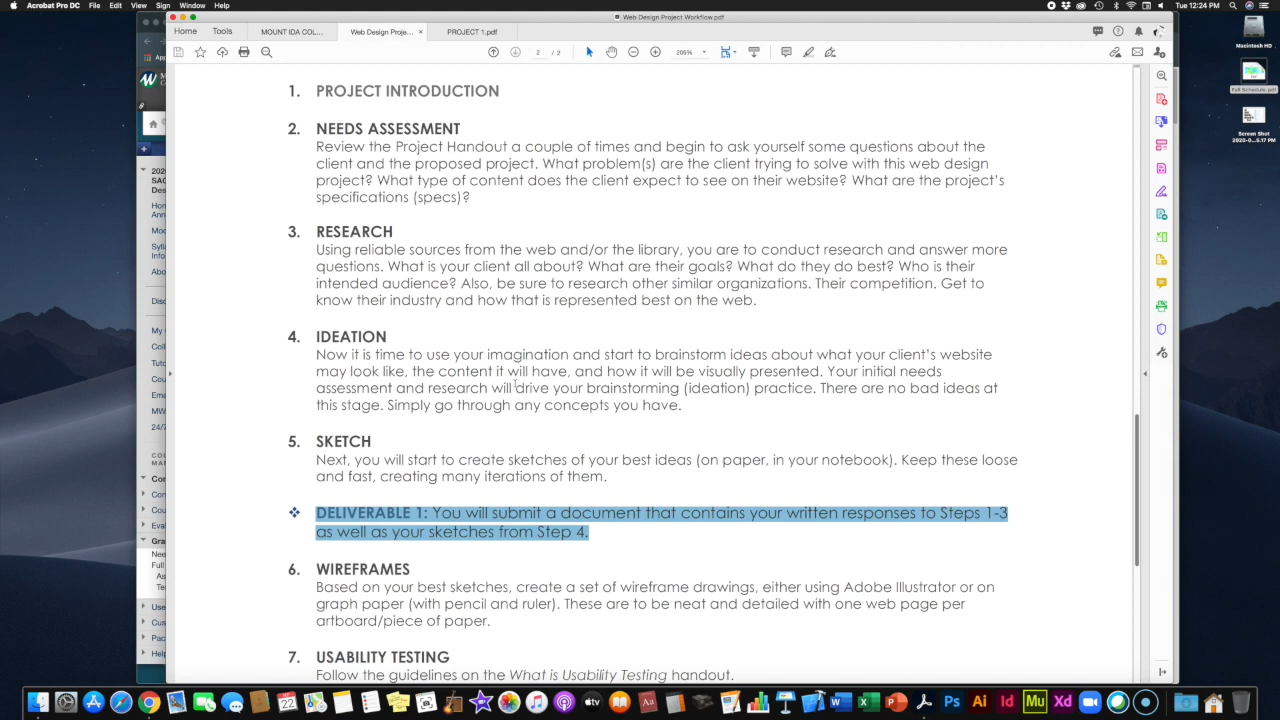 Acrobat Pro DC File Edit View Sign Window Help
Tue 12:24 PM
Web Design Project Workflow.pdf
Home Tools MOUNT IDA COL... Web Design Proje... × PROJECT 1.pdf
2 / 2 205%
1. PROJECT INTRODUCTION
2. NEEDS ASSESSMENT
Review the Project Handout a couple of times and begin to ask yourself some questions about the
client and the proposed project. What problem(s) are the client trying to solve with this web design
project? What type of content does the client expect to see on their website? What are the project's
specifications (specs)?
3. RESEARCH
Using reliable sources from the web and/or the library, you are to conduct research and answer more
questions. What is your client all about? What are their goals? What do they do best? Who is their
intended audience? Also, be sure to research other similar organizations. Their competition. Get to
know their industry and how that is represented best on the web.
4. IDEATION
Now it is time to use your imagination and start to brainstorm ideas about what your client's website
may look like, the content it will have, and how it will be visually presented. Your initial needs
assessment and research will drive your brainstorming (ideation) practice. There are no bad ideas at
this stage. Simply go through any concepts you have.
5. SKETCH
Next, you will start to create sketches of your best ideas (on paper, in your notebook). Keep these loose
and fast, creating many iterations of them.
❖ DELIVERABLE 1: You will submit a document that contains your written responses to Steps 1-3
as well as your sketches from Step 4.
6. WIREFRAMES
Based on your best sketches, create a set of wireframe drawings, either using Adobe Illustrator or on
graph paper (with pencil and ruler). These are to be neat and detailed with one web page per
artboard/piece of paper.
7. USABILITY TESTING
Follow the guidelines on the What is Usability Testing handout.
Macintosh HD
Full Schedule.pdf
Screen Shot
2020-0...5.17 PM